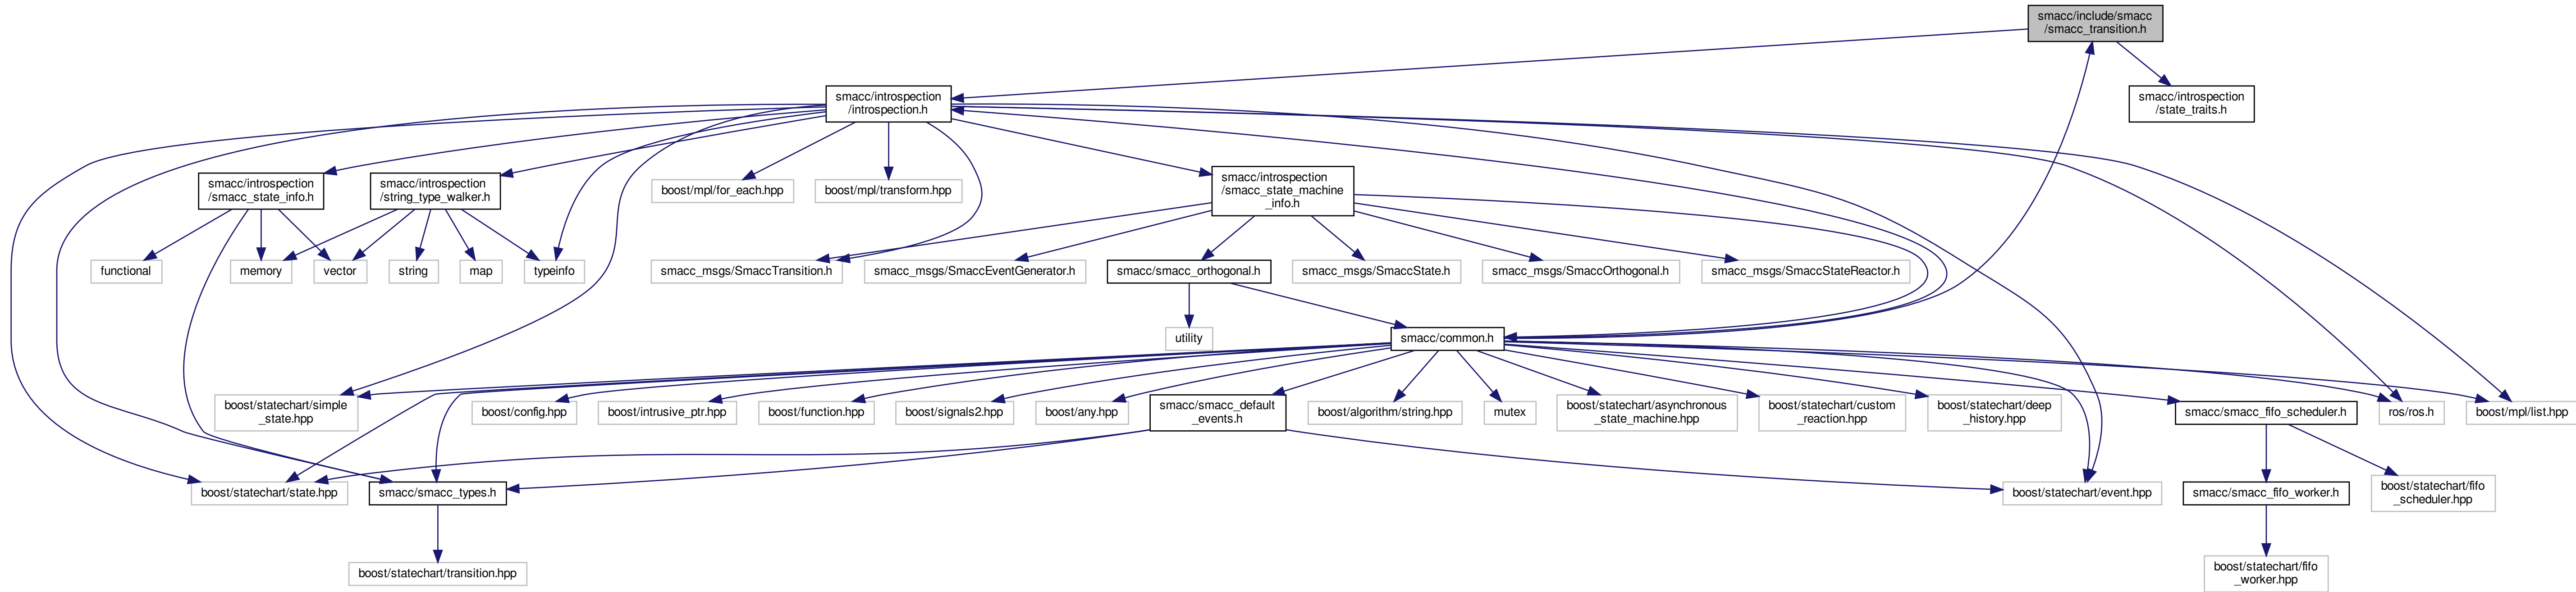 smacc/include/smacc
/smacc_transition.h
smacc/introspection
/introspection.h
smacc/introspection
/state_traits.h
smacc/introspection
/smacc_state_info.h
smacc/introspection
/string_type_walker.h
boost/mpl/for_each.hpp
boost/mpl/transform.hpp
smacc/introspection
/smacc_state_machine
_info.h
functional
memory
vector
string
map
typeinfo
smacc_msgs/SmaccTransition.h
smacc_msgs/SmaccEventGenerator.h
smacc/smacc_orthogonal.h
smacc_msgs/SmaccState.h
smacc_msgs/SmaccOrthogonal.h
smacc_msgs/SmaccStateReactor.h
utility
smacc/common.h
boost/statechart/simple
_state.hpp
boost/config.hpp
boost/intrusive_ptr.hpp
boost/function.hpp
boost/signals2.hpp
boost/any.hpp
smacc/smacc_default
_events.h
boost/algorithm/string.hpp
mutex
boost/statechart/asynchronous
_state_machine.hpp
boost/statechart/custom
_reaction.hpp
boost/statechart/deep
_history.hpp
smacc/smacc_fifo_scheduler.h
ros/ros.h
boost/mpl/list.hpp
boost/statechart/state.hpp
smacc/smacc_types.h
boost/statechart/event.hpp
smacc/smacc_fifo_worker.h
boost/statechart/fifo
_scheduler.hpp
boost/statechart/transition.hpp
boost/statechart/fifo
_worker.hpp